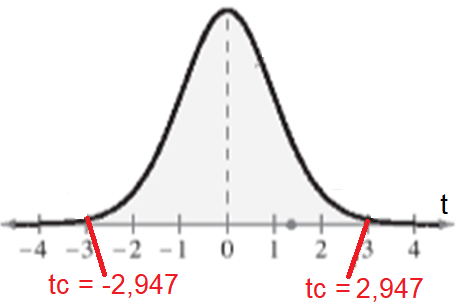 t
-4 -3 -2 -1 0 1 2 3 4
tc = -2,947
tc = 2,947